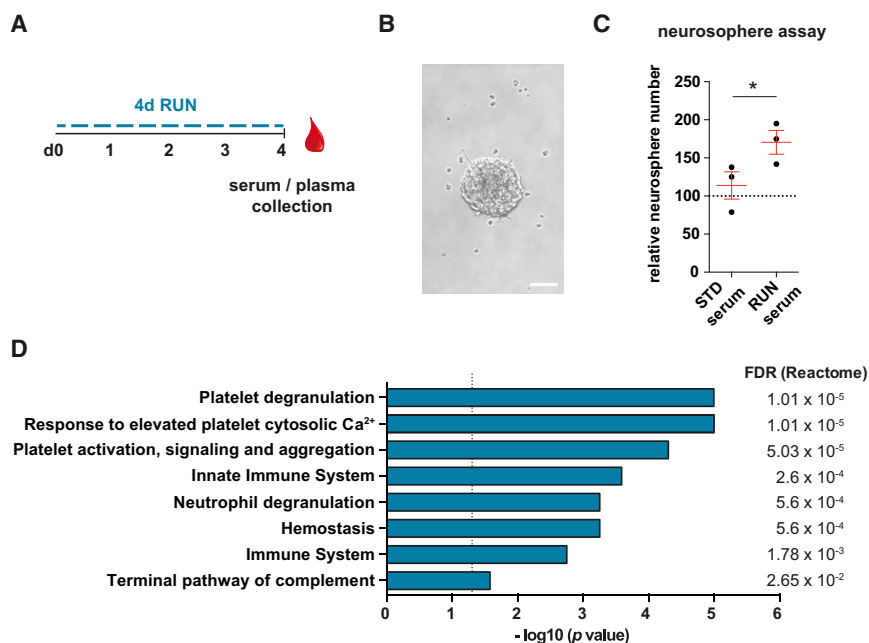 A
4d RUN
d0 1 2 3 4
serum / plasma
collection
B
C
neurosphere assay
relative neurosphere number
250
200
150
100
50
0
*
STD
serum
RUN
serum
D
FDR (Reactome)
Platelet degranulation 1.01 x 10⁻⁵
Response to elevated platelet cytosolic Ca²⁺ 1.01 x 10⁻⁵
Platelet activation, signaling and aggregation 5.03 x 10⁻⁵
Innate Immune System 2.6 x 10⁻⁴
Neutrophil degranulation 5.6 x 10⁻⁴
Hemostasis 5.6 x 10⁻⁴
Immune System 1.78 x 10⁻³
Terminal pathway of complement 2.65 x 10⁻²
0 1 2 3 4 5 6
- log10 (p value)